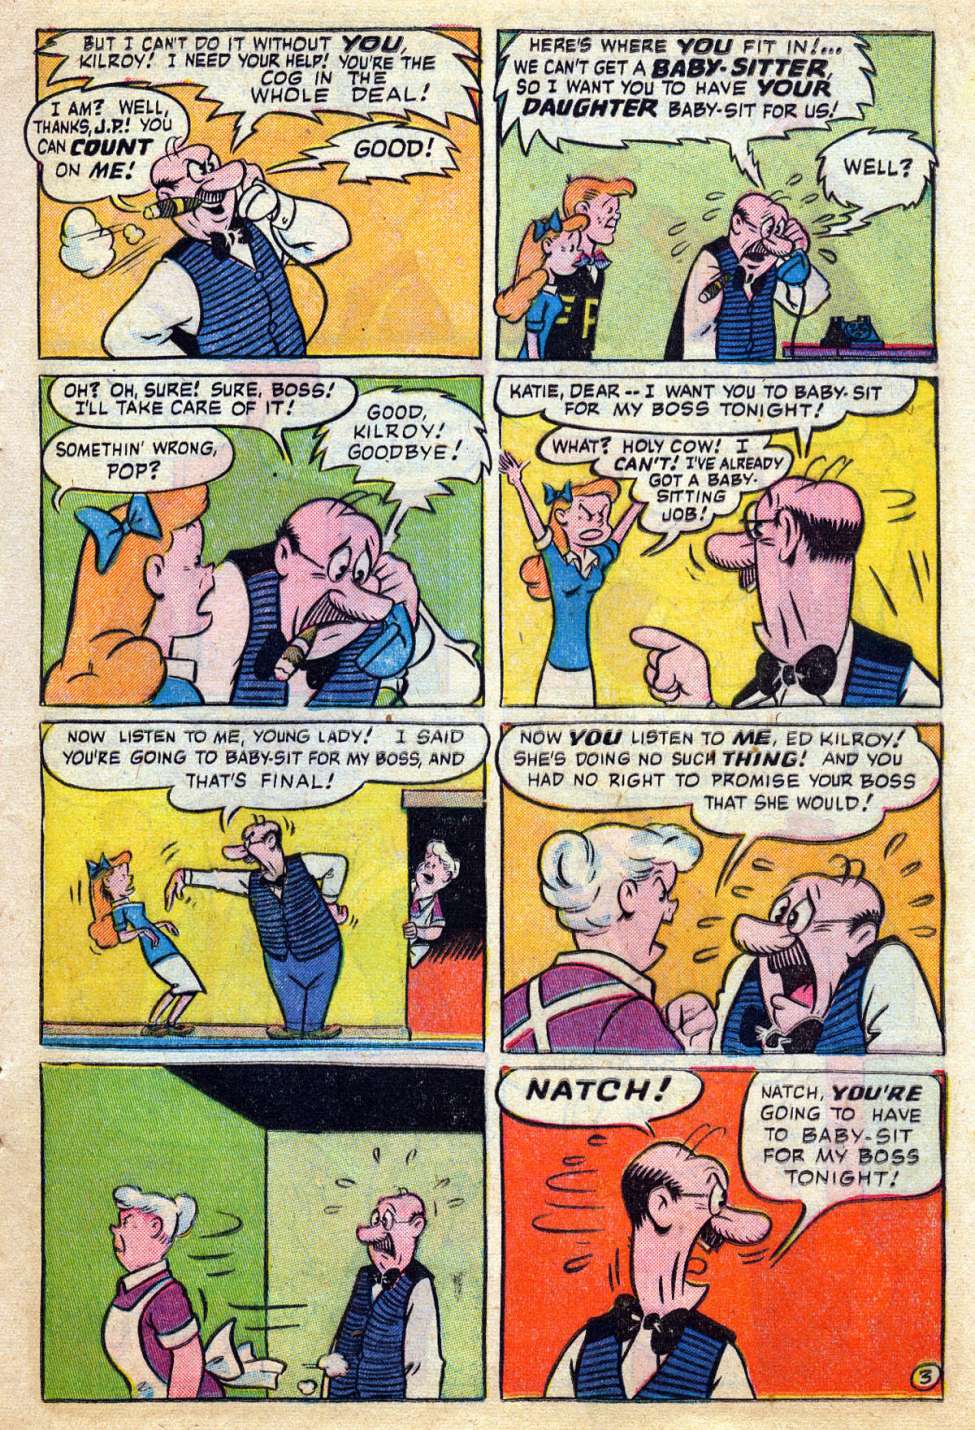 BUT I CAN'T DO IT WITHOUT YOU,
KILROY! I NEED YOUR HELP! YOU'RE THE
COG IN THE
WHOLE DEAL!
I AM? WELL,
THANKS, J.P.! YOU
CAN COUNT
ON ME!
GOOD!
HERE'S WHERE YOU FIT IN!...
WE CAN'T GET A BABY-SITTER,
SO I WANT YOU TO HAVE YOUR
DAUGHTER BABY-SIT FOR US!
WELL?
OH? OH, SURE! SURE, BOSS!
I'LL TAKE CARE OF IT!
SOMETHIN' WRONG,
POP?
GOOD,
KILROY!
GOODBYE!
KATIE, DEAR -- I WANT YOU TO BABY-SIT
FOR MY BOSS TONIGHT!
WHAT? HOLY COW! I
CAN'T! I'VE ALREADY
GOT A BABY-
SITTING
JOB!
NOW LISTEN TO ME, YOUNG LADY! I SAID
YOU'RE GOING TO BABY-SIT FOR MY BOSS, AND
THAT'S FINAL!
NOW YOU LISTEN TO ME, ED KILROY!
SHE'S DOING NO SUCH THING! AND YOU
HAD NO RIGHT TO PROMISE YOUR BOSS
THAT SHE WOULD!
NATCH!
NATCH, YOU'RE
GOING TO HAVE
TO BABY-SIT
FOR MY BOSS
TONIGHT!
3